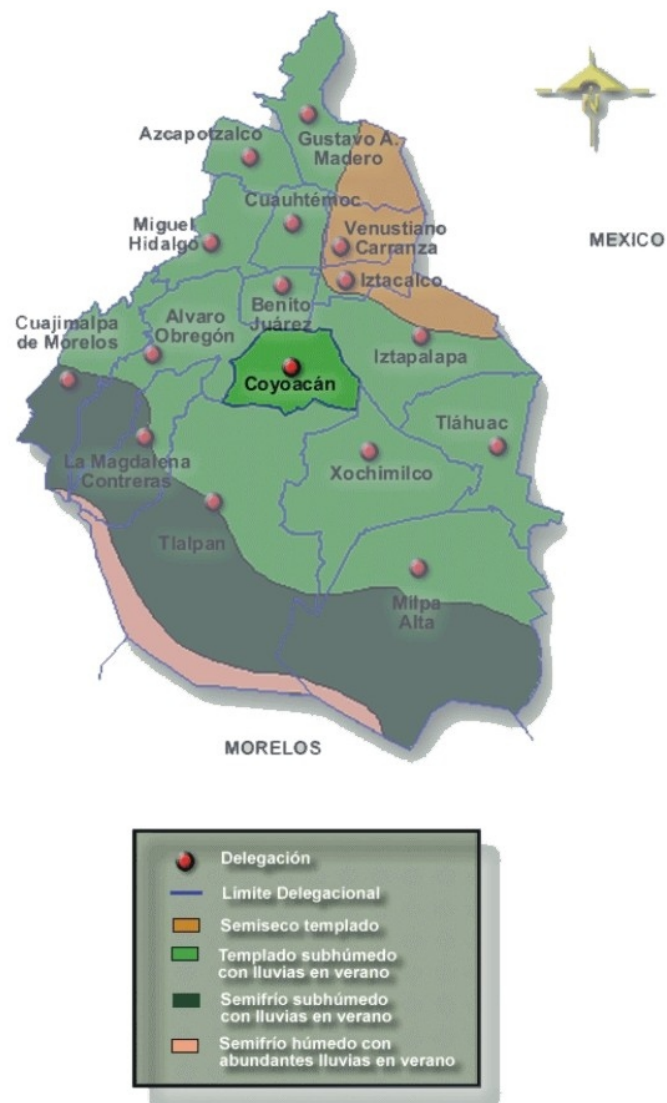 Azcapotzalco
Gustavo A.
Madero
Cuauhtémoc
Miguel
Hidalgo
Venustiano
Carranza
MEXICO
Iztacalco
Benito
Juárez
Alvaro
Obregón
Cuajimalpa
de Morelos
Iztapalapa
Coyoacán
Tláhuac
La Magdalena
Contreras
Xochimilco
Tlalpan
Milpa
Alta
MORELOS
N
Delegación
Límite Delegacional
Semiseco templado
Templado subhúmedo
con lluvias en verano
Semifrío subhúmedo
con lluvias en verano
Semifrío húmedo con
abundantes lluvias en verano